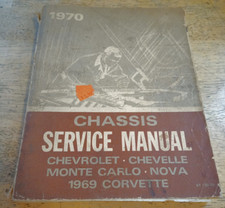 1970
CHASSIS
SERVICE MANUAL
CHEVROLET • CHEVELLE
MONTE CARLO • NOVA
1969 CORVETTE